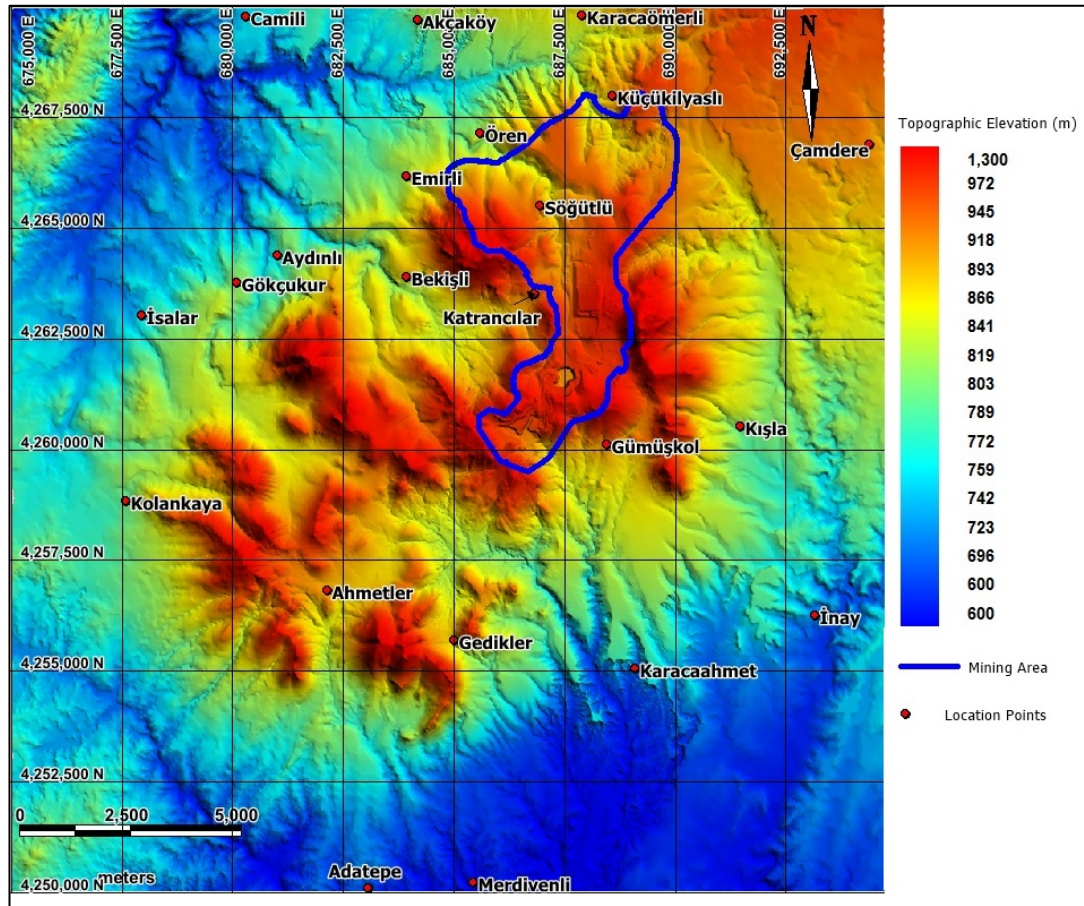 675,000 E
677,500 E
680,000 E
682,500 E
685,000 E
687,500 E
690,000 E
692,500 E
Camili
Akçaköy
Karacaömerli
N
Küçükilyaslı
4,267,500 N
Ören
Çamdere
Emirli
Söğütlü
4,265,000 N
Aydınlı
Bekişli
Gökçukur
İsalar
Katrancılar
4,262,500 N
Kışla
4,260,000 N
Gümüşkol
Kolankaya
4,257,500 N
Ahmetler
İnay
Gedikler
4,255,000 N
Karacaahmet
4,252,500 N
0
2,500
5,000
meters
Adatepe
Merdivenli
4,250,000 N
Topographic Elevation (m)
1,300
972
945
918
893
866
841
819
803
789
772
759
742
723
696
600
600
Mining Area
Location Points